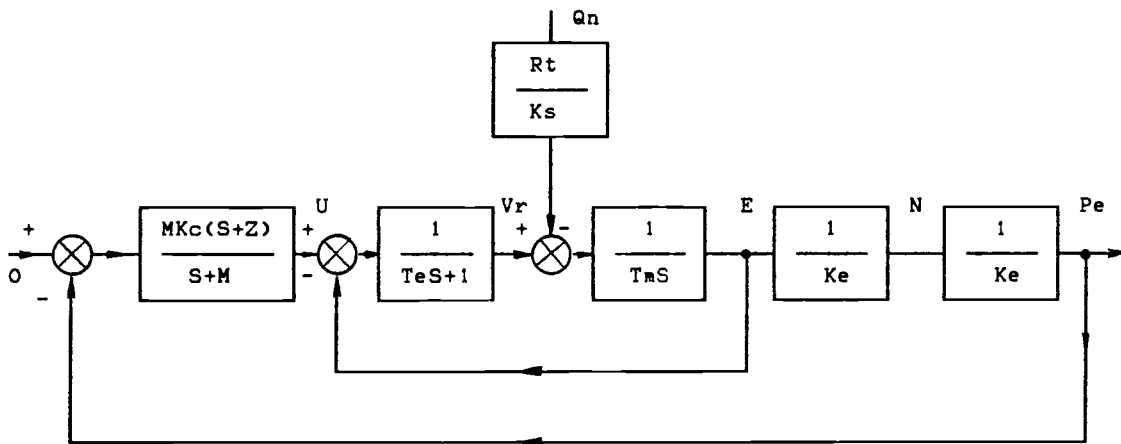 Qn
Rt
Ks
+ MKc(S+Z) U + 1 Vr + - 1 E 1 N 1 Pe
O - S+M - TeS+1 TmS Ke Ke